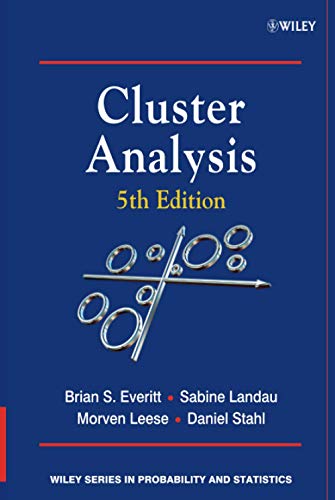 WILEY
Cluster
Analysis
5th Edition
Brian S. Everitt • Sabine Landau
Morven Leese • Daniel Stahl
WILEY SERIES IN PROBABILITY AND STATISTICS